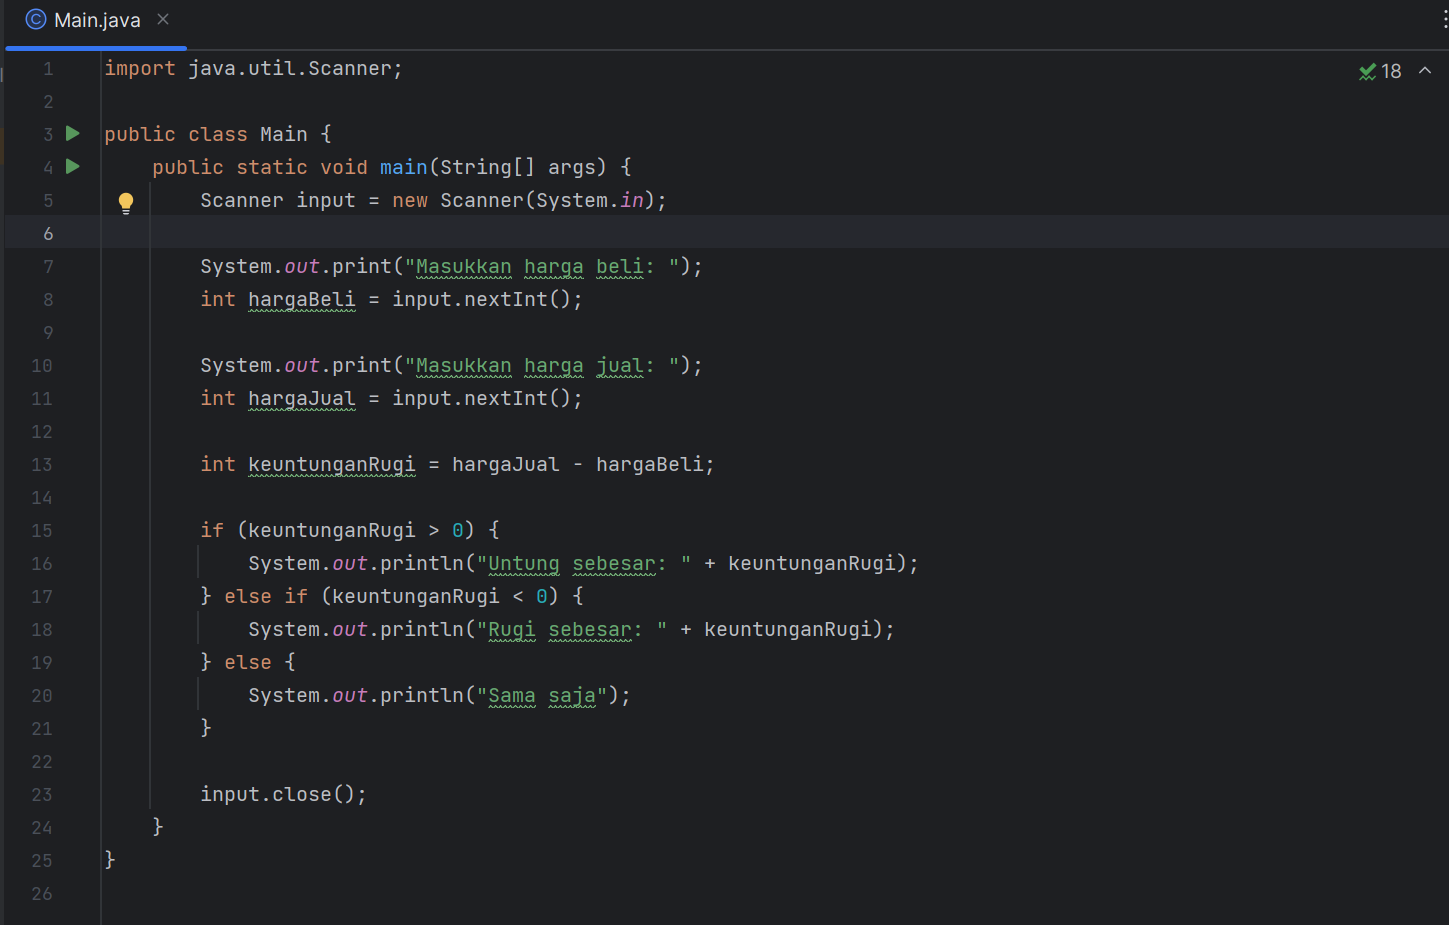 Main.java
1 import java.util.Scanner;
18
2
3 public class Main {
4     public static void main(String[] args) {
5         Scanner input = new Scanner(System.in);
6
7         System.out.print("Masukkan harga beli: ");
8         int hargaBeli = input.nextInt();
9
10         System.out.print("Masukkan harga jual: ");
11         int hargaJual = input.nextInt();
12
13         int keuntunganRugi = hargaJual - hargaBeli;
14
15         if (keuntunganRugi > 0) {
16             System.out.println("Untung sebesar: " + keuntunganRugi);
17         } else if (keuntunganRugi < 0) {
18             System.out.println("Rugi sebesar: " + keuntunganRugi);
19         } else {
20             System.out.println("Sama saja");
21         }
22
23         input.close();
24     }
25 }
26